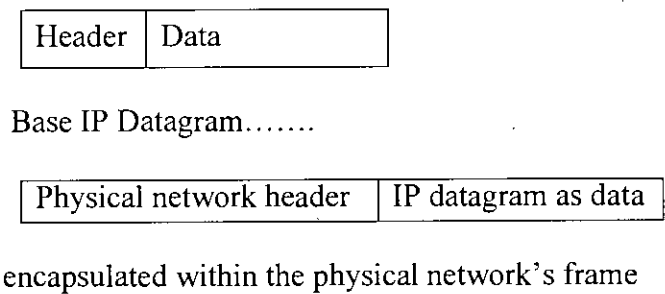 Header Data
Base IP Datagram.......
Physical network header IP datagram as data
encapsulated within the physical network's frame